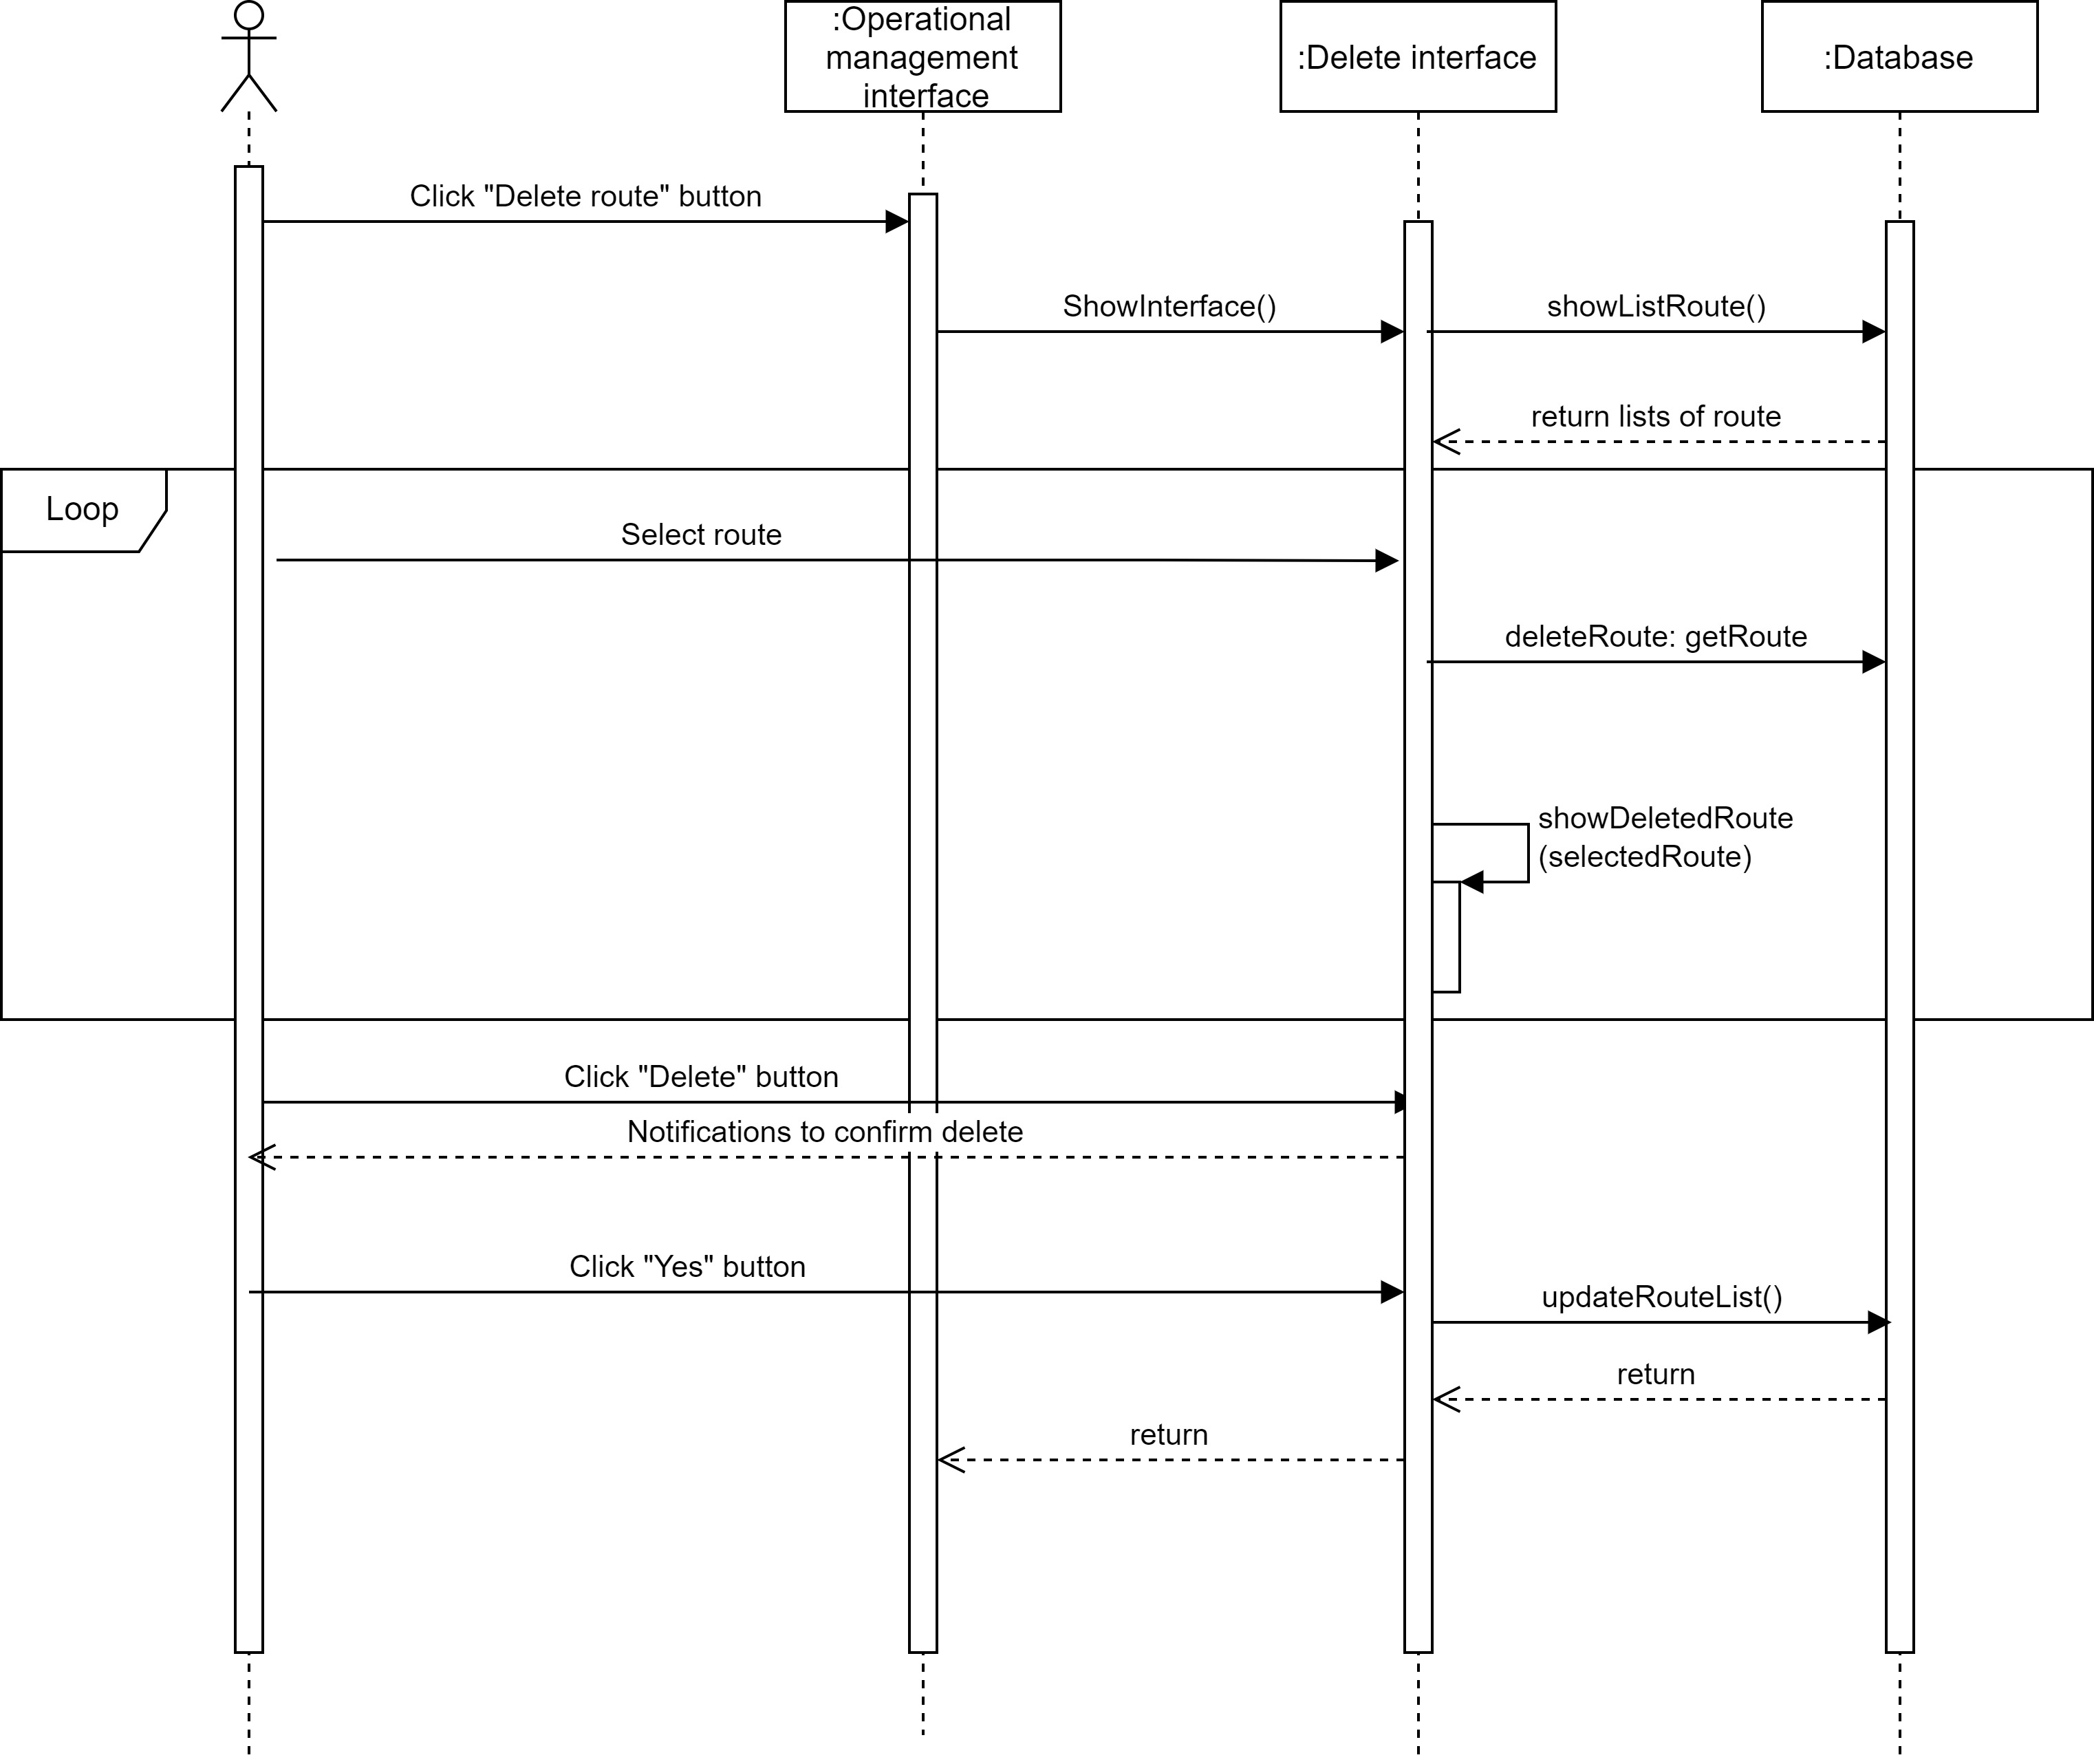 :Operational
management
interface
:Delete interface
:Database
Click "Delete route" button
ShowInterface()
showListRoute()
return lists of route
Loop
Select route
deleteRoute: getRoute
showDeletedRoute
(selectedRoute)
Click "Delete" button
Notifications to confirm delete
Click "Yes" button
updateRouteList()
return
return